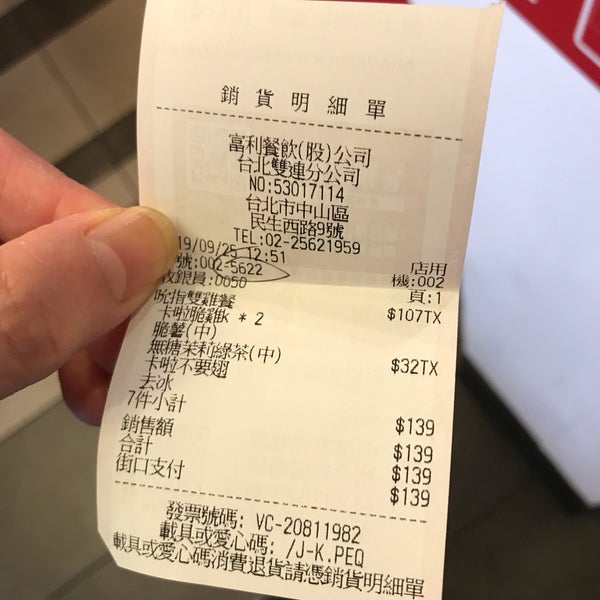 銷貨明細單
富利餐飲(股)公司
台北雙連分公司
NO:53017114
台北市中山區
民生西路9號
TEL:02-25621959
19/09/25 12:51 店用
號:002-5622 機:002
收銀員:0050 頁:1
吮指雙雞餐 $107TX
卡啦脆雞k * 2
脆薯(中)
無糖茉莉綠茶(中) $32TX
卡啦不要翅
去冰
7件小計 $139
銷售額 $139
合計 $139
街口支付 $139
發票號碼: VC-20811982
載具或愛心碼: /J-K.PEQ
載具或愛心碼消費退貨請憑銷貨明細單